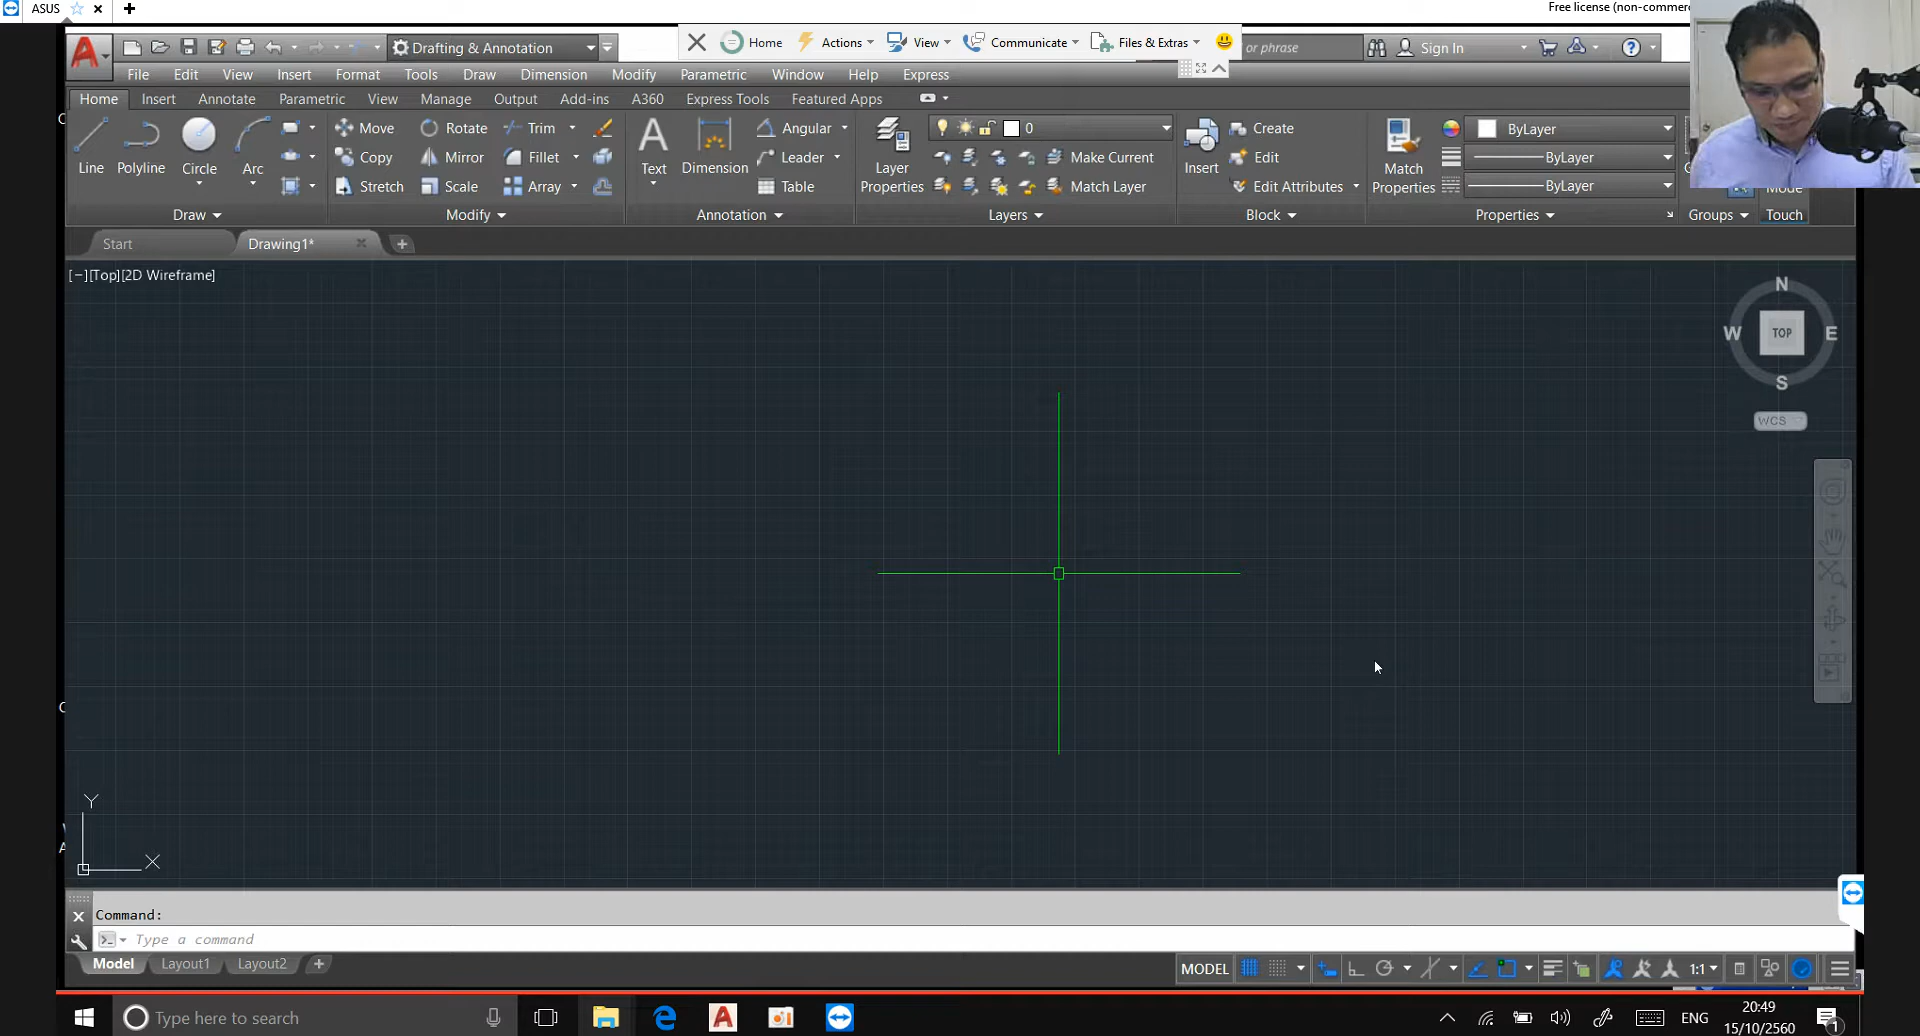 ASUS
Free license (non-commerc
Drafting & Annotation
Home
Actions
View
Communicate
Files & Extras
or phrase
Sign In
File Edit View Insert Format Tools Draw Dimension Modify Parametric Window Help Express
Home Insert Annotate Parametric View Manage Output Add-ins A360 Express Tools Featured Apps
Line
Polyline
Circle
Arc
Move
Rotate
Trim
Copy
Mirror
Fillet
Stretch
Scale
Array
Text
Dimension
Angular
Leader
Table
Layer
Properties
0
Make Current
Match Layer
Insert
Create
Edit
Edit Attributes
Match
Properties
ByLayer
ByLayer
ByLayer
Mode
Draw
Modify
Annotation
Layers
Block
Properties
Groups
Touch
Start
Drawing1*
[−][Top][2D Wireframe]
N
W
TOP
E
S
WCS
Y
X
Command:
Type a command
Model
Layout1
Layout2
MODEL
1:1
Type here to search
ENG
20:49
15/10/2560
1